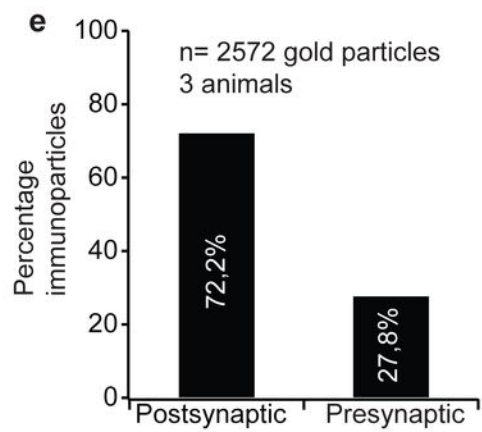 e
n= 2572 gold particles
3 animals
Percentage
immunoparticles
100
80
60
40
20
0
72,2%
27,8%
Postsynaptic
Presynaptic